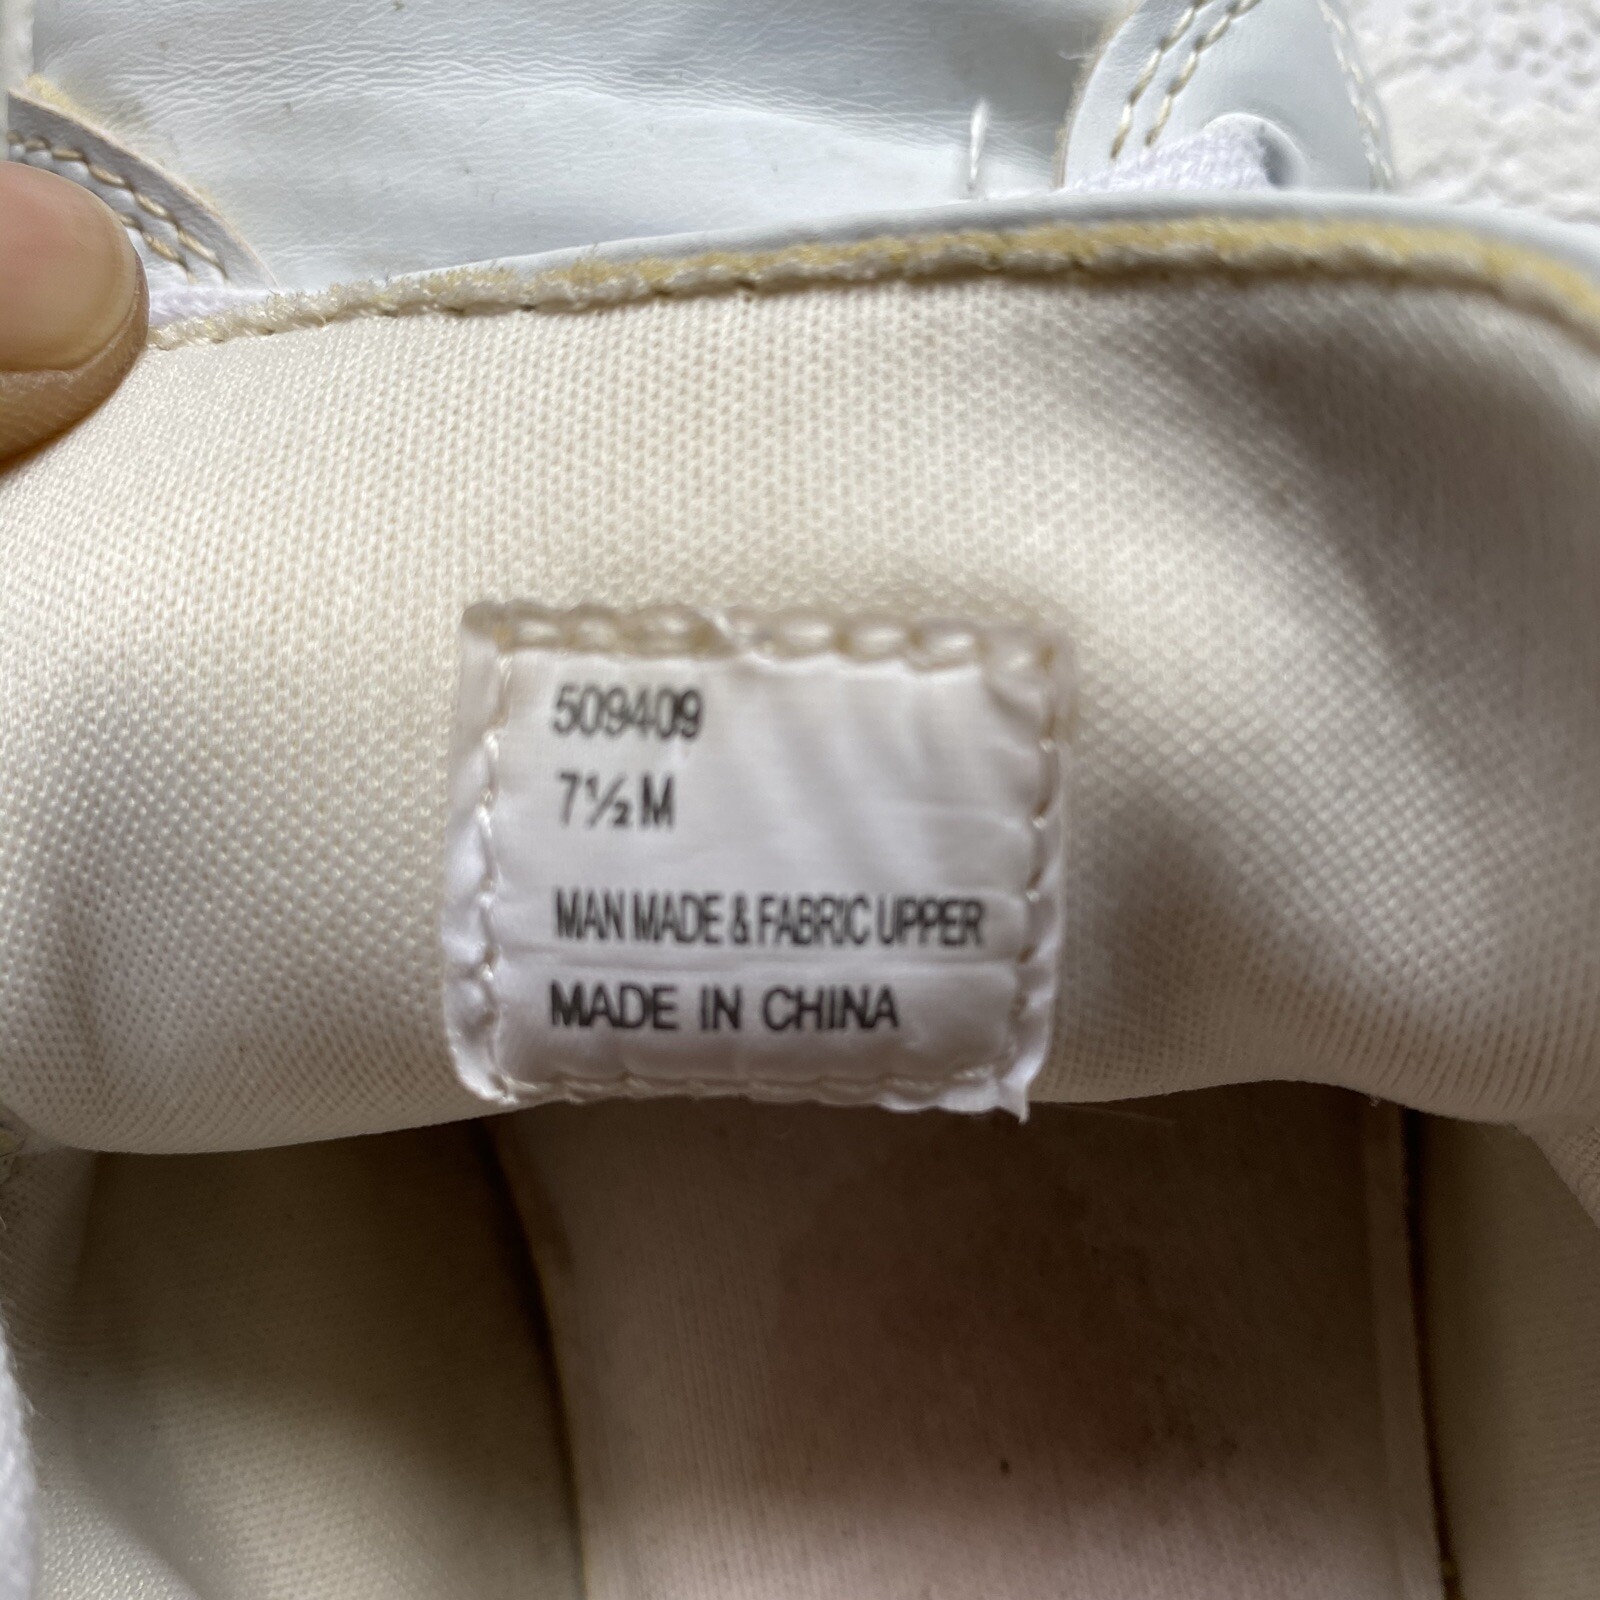 509409
7½ M
MAN MADE & FABRIC UPPER
MADE IN CHINA